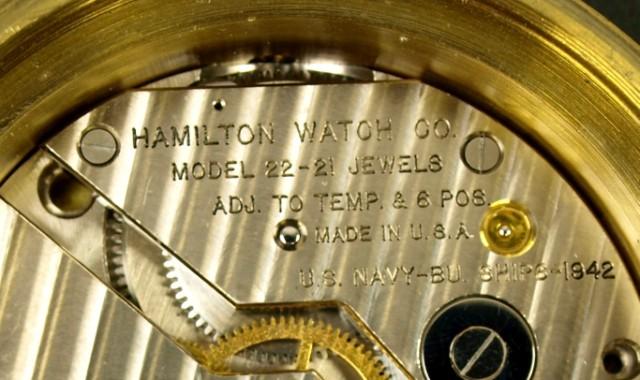 HAMILTON WATCH CO.
MODEL 22-21 JEWELS
ADJ. TO TEMP. & 6 POS.
MADE IN U.S.A.
U.S. NAVY-BU. SHIPS-1942